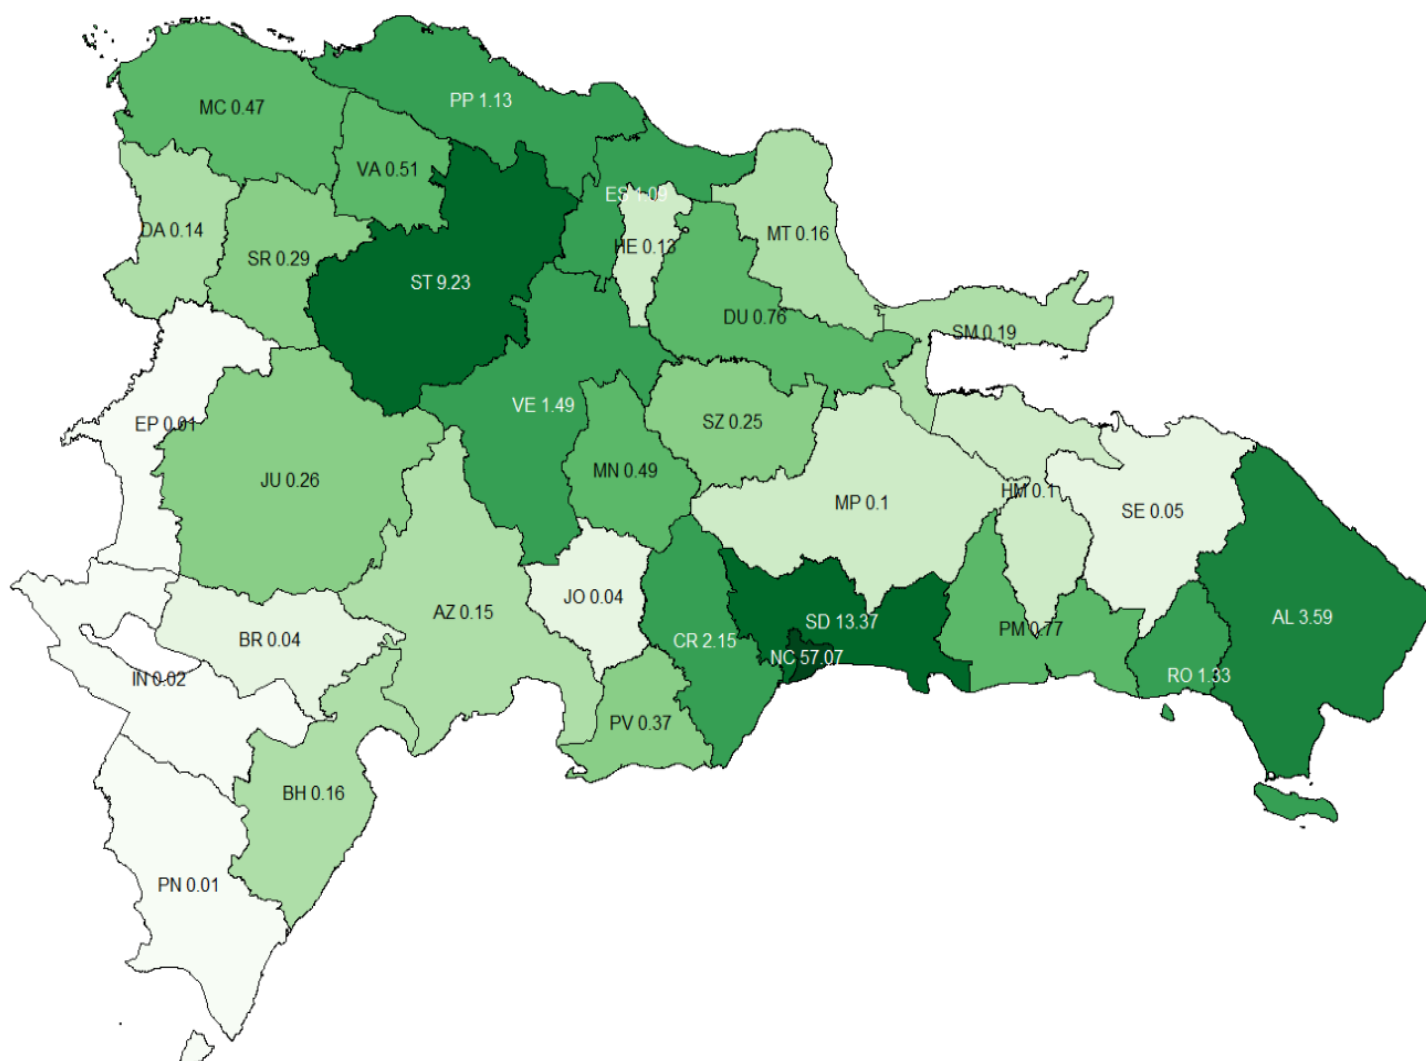 PP 1.13
MC 0.47
VA 0.51
ES 1.09
DA 0.14
MT 0.16
HE 0.13
SR 0.29
ST 9.23
DU 0.76
SM 0.19
VE 1.49
EP 0.01
SZ 0.25
MN 0.49
JU 0.26
HM 0.1
MP 0.1
SE 0.05
JO 0.04
AZ 0.15
AL 3.59
SD 13.37
PM 0.77
BR 0.04
CR 2.15
NC 57.07
RO 1.33
IN 0.02
PV 0.37
BH 0.16
PN 0.01